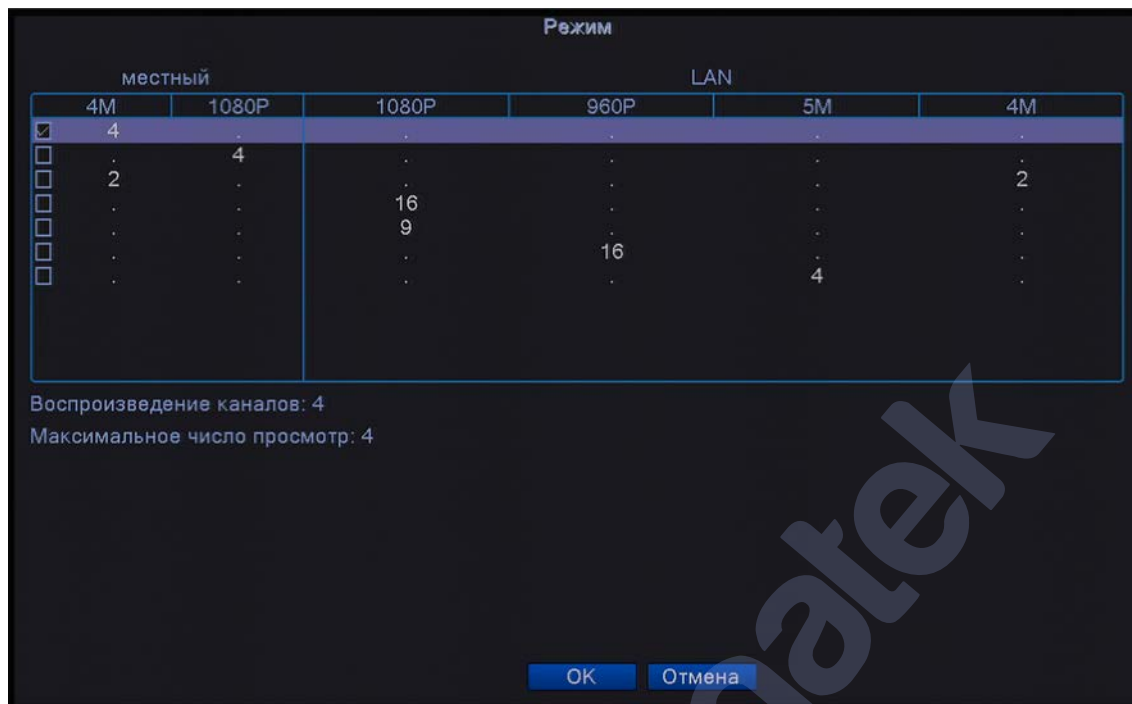 Режим
местный LAN
4M 1080P 1080P 960P 5M 4M
4 . . . . .
. 4 . . . .
2 . . . . 2
. . 16 . . .
. . 9 . . .
. . . 16 . .
. . . . 4 .
Воспроизведение каналов: 4
Максимальное число просмотр: 4
OK Отмена
natek